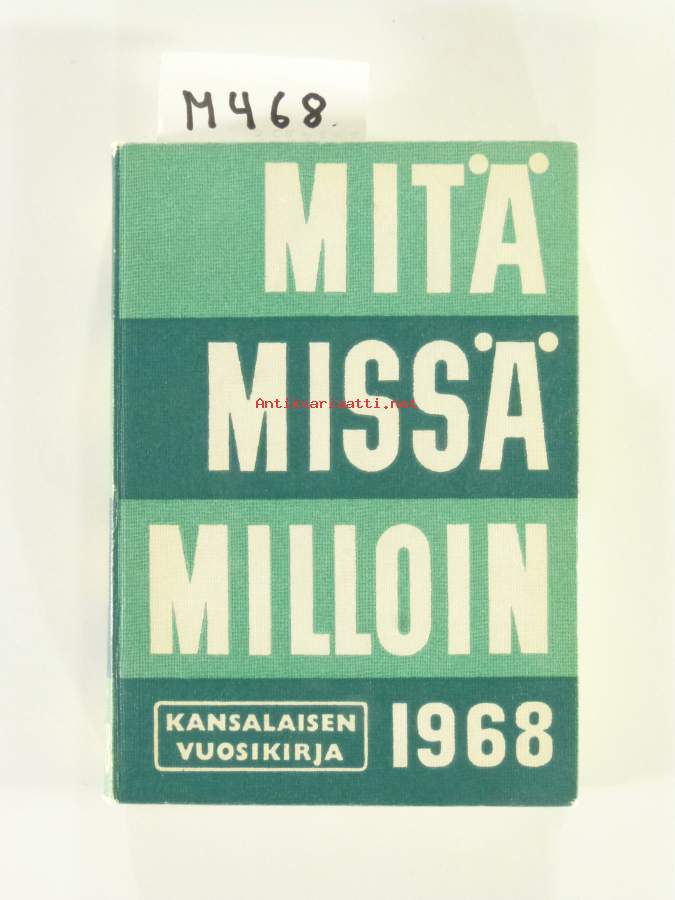 M468
MITÄ
MISSÄ
Antikvariaatti.net
MILLOIN
KANSALAISEN
VUOSIKIRJA
1968